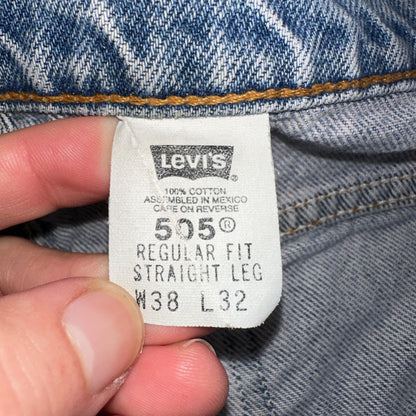 LEVI'S ®
100% COTTON
ASSEMBLED IN MEXICO
CARE ON REVERSE
505®
REGULAR FIT
STRAIGHT LEG
W38 L32